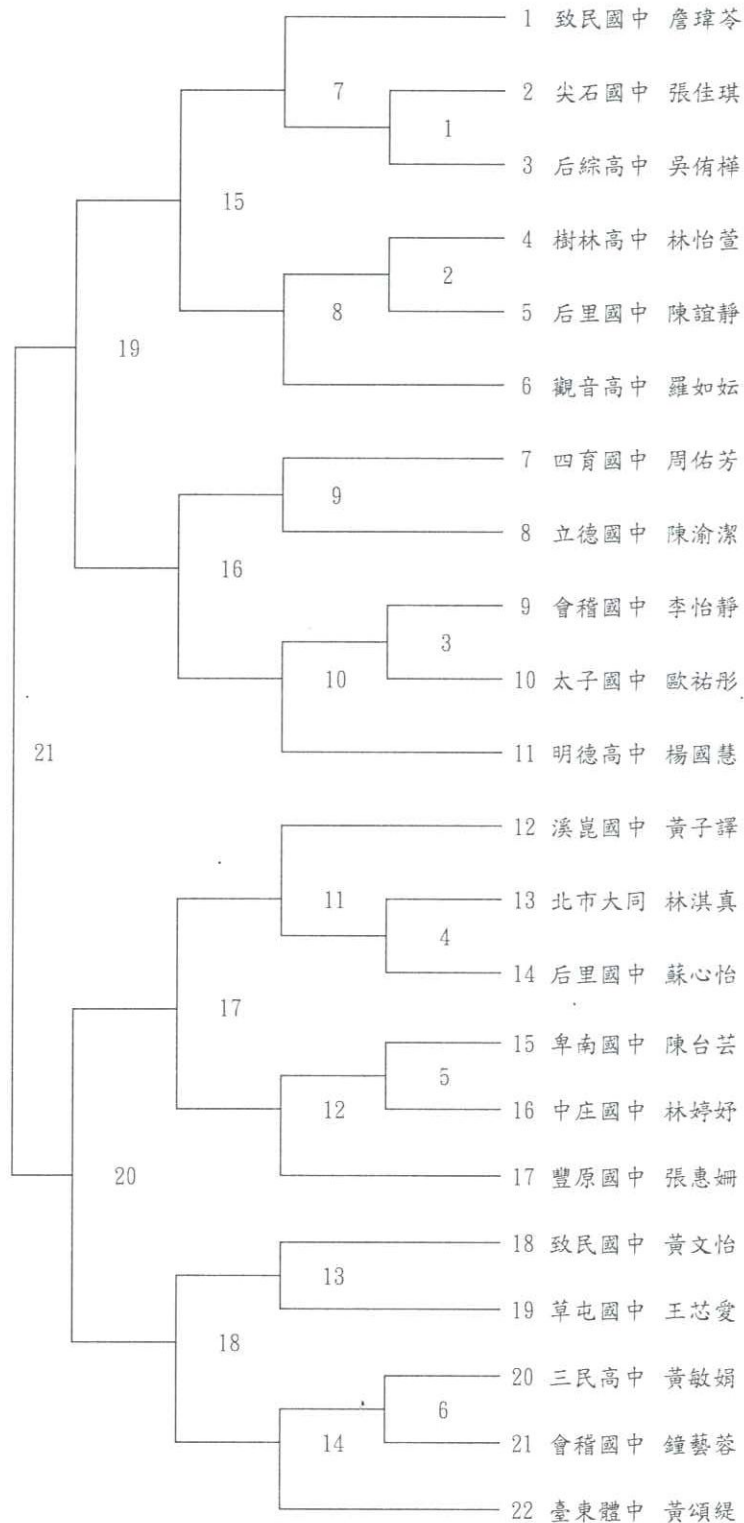 1 致民國中 詹瑋苓
7
2 尖石國中 張佳琪
1
3 后綜高中 吳侑樺
15
4 樹林高中 林怡萱
2
8
5 后里國中 陳誼靜
19
6 觀音高中 羅如妘
7 四育國中 周佑芳
9
8 立德國中 陳渝潔
16
9 會稽國中 李怡靜
3
10
10 太子國中 歐祐彤
21
11 明德高中 楊國慧
12 溪崑國中 黃子譯
11
13 北市大同 林淇真
4
14 后里國中 蘇心怡
17
15 卑南國中 陳台芸
5
12
16 中庄國中 林婷妤
20
17 豐原國中 張惠姍
18 致民國中 黃文怡
13
19 草屯國中 王芯愛
18
20 三民高中 黃敏娟
6
14
21 會稽國中 鐘藝蓉
22 臺東體中 黃頌緹